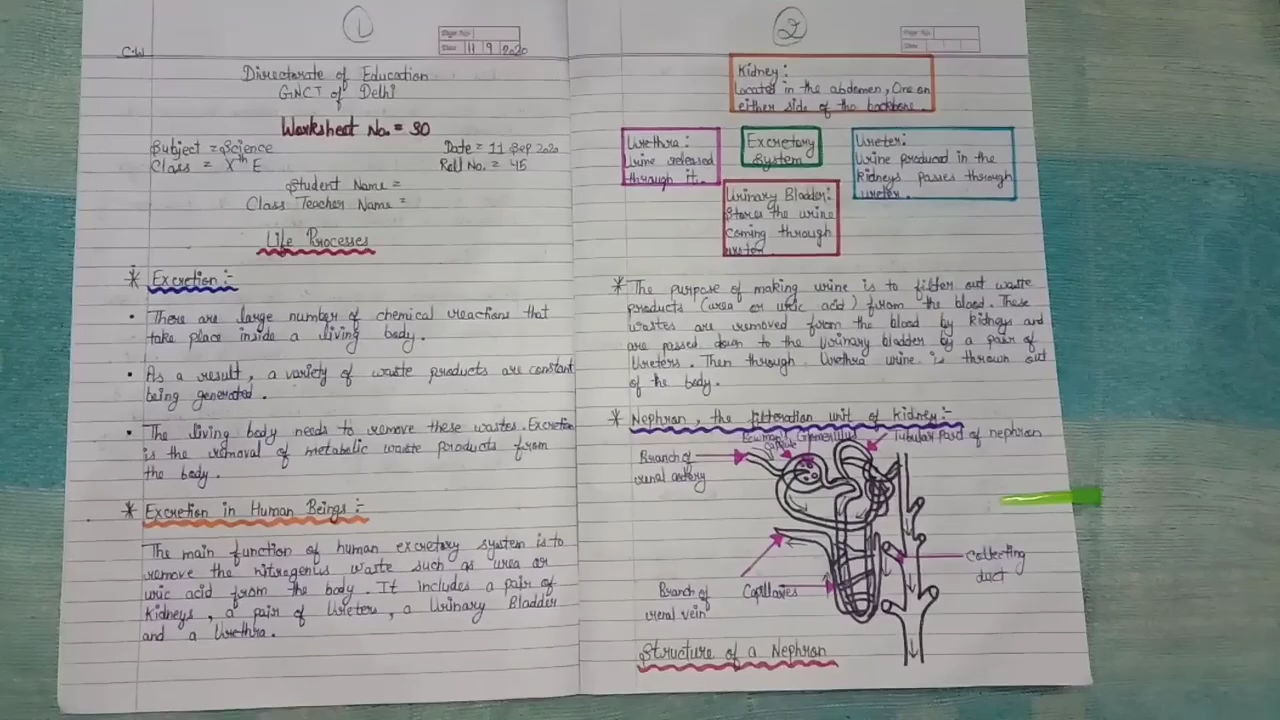 1
C.W
Page No.
Date 11 9 2020
Directorate of Education
GNCT of Delhi
Worksheet No. = 30
Subject = Science
Date = 11 Sep 2020
Class = Xth E
Roll No. = 45
Student Name =
Class Teacher Name =
Life Processes
* Excretion :-
• There are large number of chemical reactions that
take place inside a living body.
• As a result, a variety of waste products are constant
being generated.
• The living body needs to remove these wastes. Excretion
is the removal of metabolic waste poroducts from
the body.
* Excretion in Human Beings :-
The main function of human excretory system is to
remove the nitrogenus waste such as urea or
uric acid from the body. It includes a pair of
Kidneys, a pair of Ureters, a Urinary Bladder
and a Urethra.
2
Page No.
Date
Kidney :
Located in the abdomen, One on
either side of the backbone.
Urethra :
Urine released
through it.
Excretory
System
Ureter :
Urine produced in the
kidneys passes through
ureter.
Urinary Bladder :
Stores the urine
coming through
ureter.
* The purpose of making urine is to filter out waste
products (urea or uric acid) from the blood. These
wastes are removed from the blood by kidneys and
are passed down to the Urinary bladder by a pair of
Ureters. Then through Urethra urine is thrown out
of the body.
* Nephron, the filteration unit of kidney :-
Bowman's Glomerulus
Capsule
Tubular part of nephron
Branch of
renal artery
Collecting
duct
Branch of
renal vein
Capillaries
Structure of a Nephron